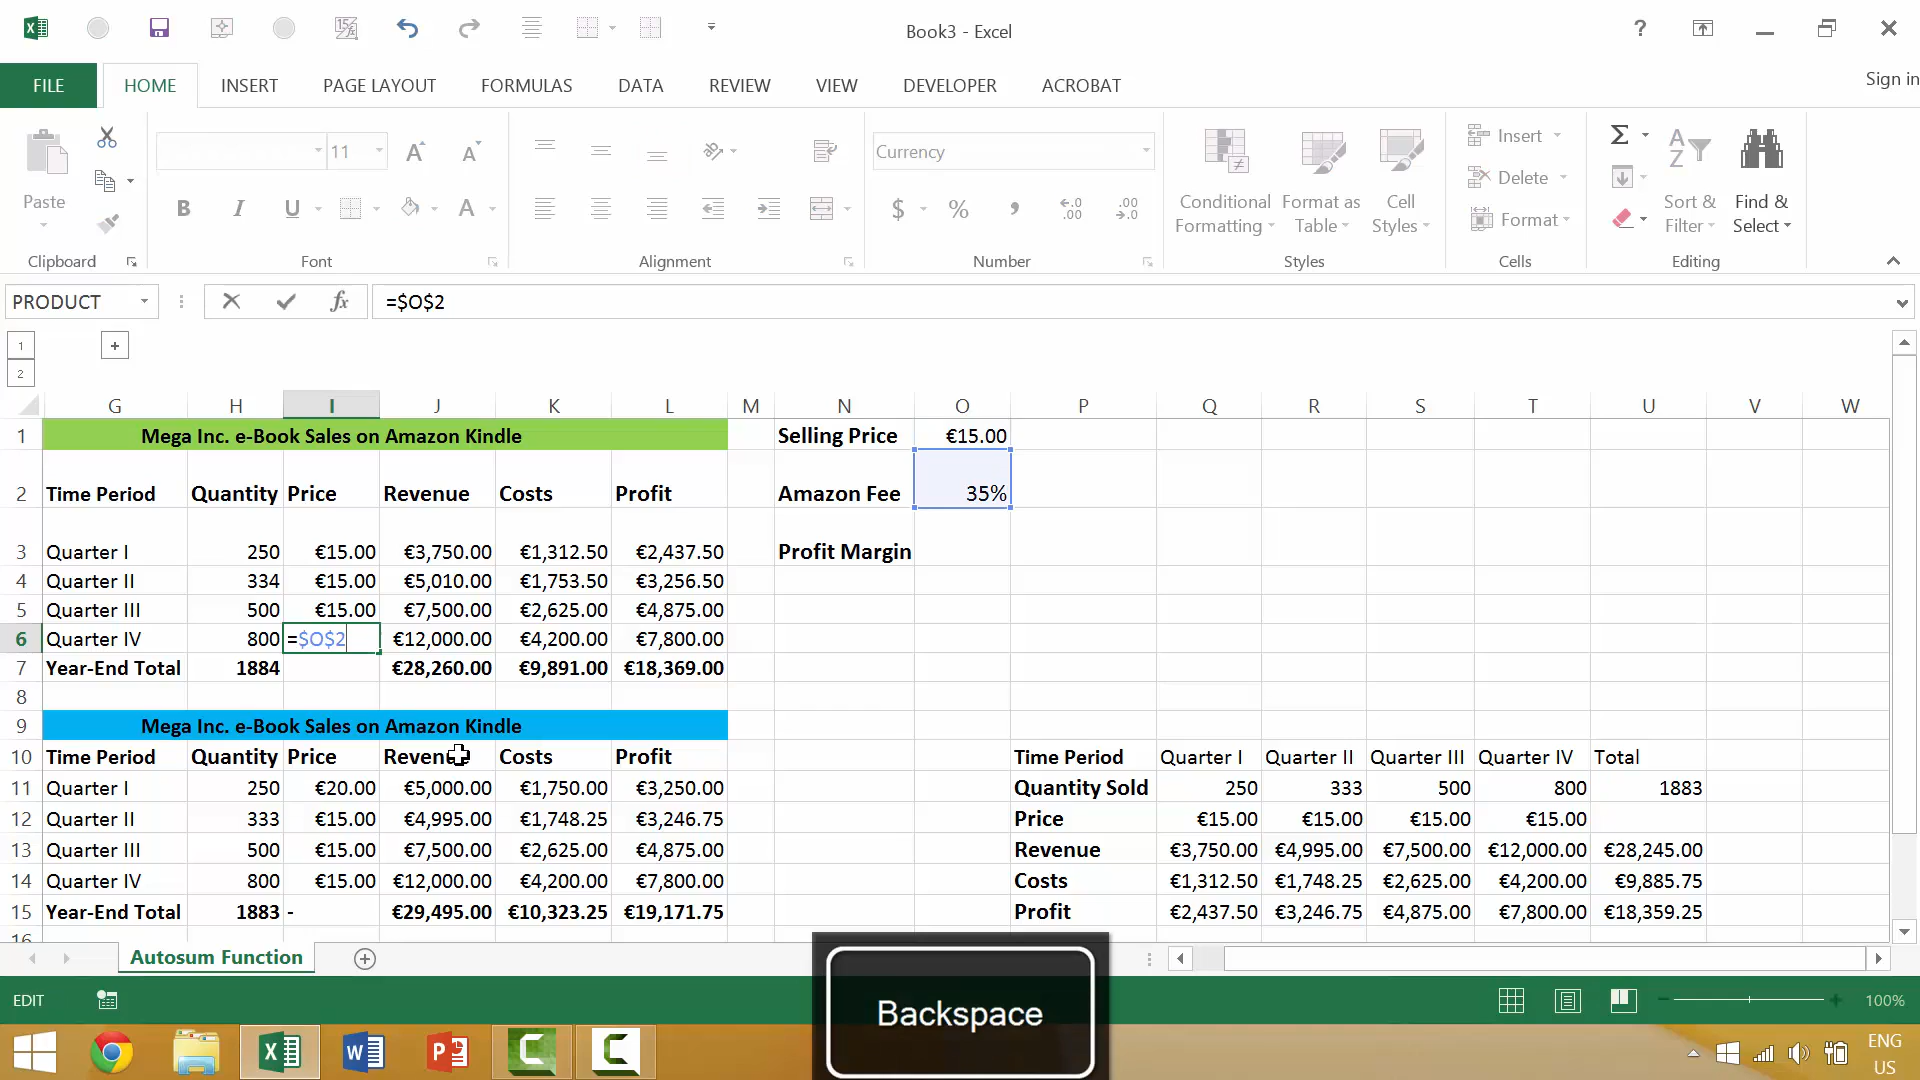 Book3 - Excel
?
Sign in
FILE HOME INSERT PAGE LAYOUT FORMULAS DATA REVIEW VIEW DEVELOPER ACROBAT
Paste
11
Currency
Conditional Formatting
Format as Table
Cell Styles
Insert
Delete
Format
Sort & Filter
Find & Select
Clipboard Font Alignment Number Styles Cells Editing
PRODUCT =$O$2
1
2
G H I J K L M N O P Q R S T U V W
1 Mega Inc. e-Book Sales on Amazon Kindle Selling Price €15.00
2 Time Period Quantity Price Revenue Costs Profit Amazon Fee 35%
3 Quarter I 250 €15.00 €3,750.00 €1,312.50 €2,437.50 Profit Margin
4 Quarter II 334 €15.00 €5,010.00 €1,753.50 €3,256.50
5 Quarter III 500 €15.00 €7,500.00 €2,625.00 €4,875.00
6 Quarter IV 800 =$O$2 €12,000.00 €4,200.00 €7,800.00
7 Year-End Total 1884 €28,260.00 €9,891.00 €18,369.00
8
9 Mega Inc. e-Book Sales on Amazon Kindle
10 Time Period Quantity Price Revenue Costs Profit Time Period Quarter I Quarter II Quarter III Quarter IV Total
11 Quarter I 250 €20.00 €5,000.00 €1,750.00 €3,250.00 Quantity Sold 250 333 500 800 1883
12 Quarter II 333 €15.00 €4,995.00 €1,748.25 €3,246.75 Price €15.00 €15.00 €15.00 €15.00
13 Quarter III 500 €15.00 €7,500.00 €2,625.00 €4,875.00 Revenue €3,750.00 €4,995.00 €7,500.00 €12,000.00 €28,245.00
14 Quarter IV 800 €15.00 €12,000.00 €4,200.00 €7,800.00 Costs €1,312.50 €1,748.25 €2,625.00 €4,200.00 €9,885.75
15 Year-End Total 1883 - €29,495.00 €10,323.25 €19,171.75 Profit €2,437.50 €3,246.75 €4,875.00 €7,800.00 €18,359.25
16
Autosum Function
EDIT
100%
Backspace
ENG
US